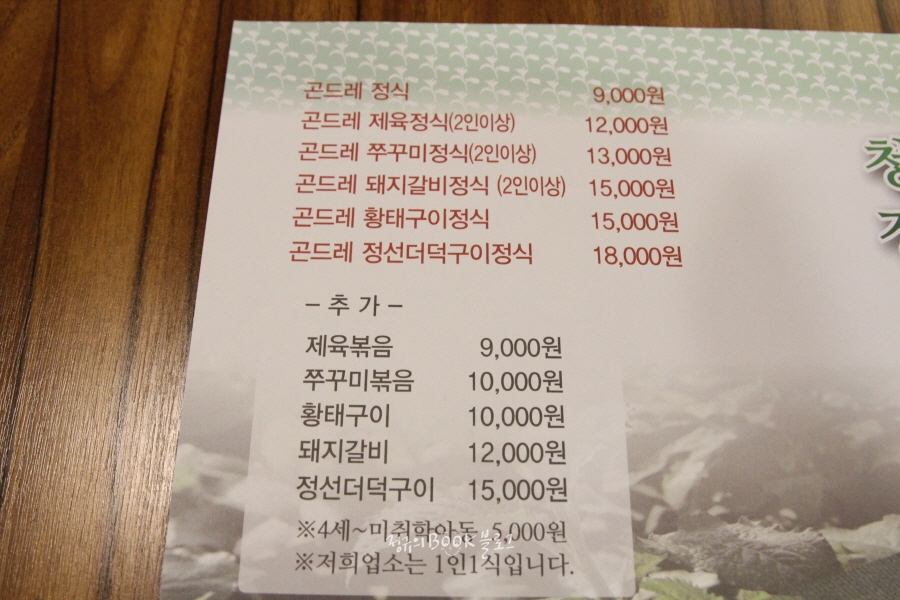 곤드레 정식 9,000원
곤드레 제육정식(2인이상) 12,000원
곤드레 쭈꾸미정식(2인이상) 13,000원
곤드레 돼지갈비정식 (2인이상) 15,000원
곤드레 황태구이정식 15,000원
곤드레 정선더덕구이정식 18,000원
– 추 가 –
제육볶음 9,000원
쭈꾸미볶음 10,000원
황태구이 10,000원
돼지갈비 12,000원
정선더덕구이 15,000원
※4세~미취학아동 5,000원
※저희업소는 1인1식입니다.